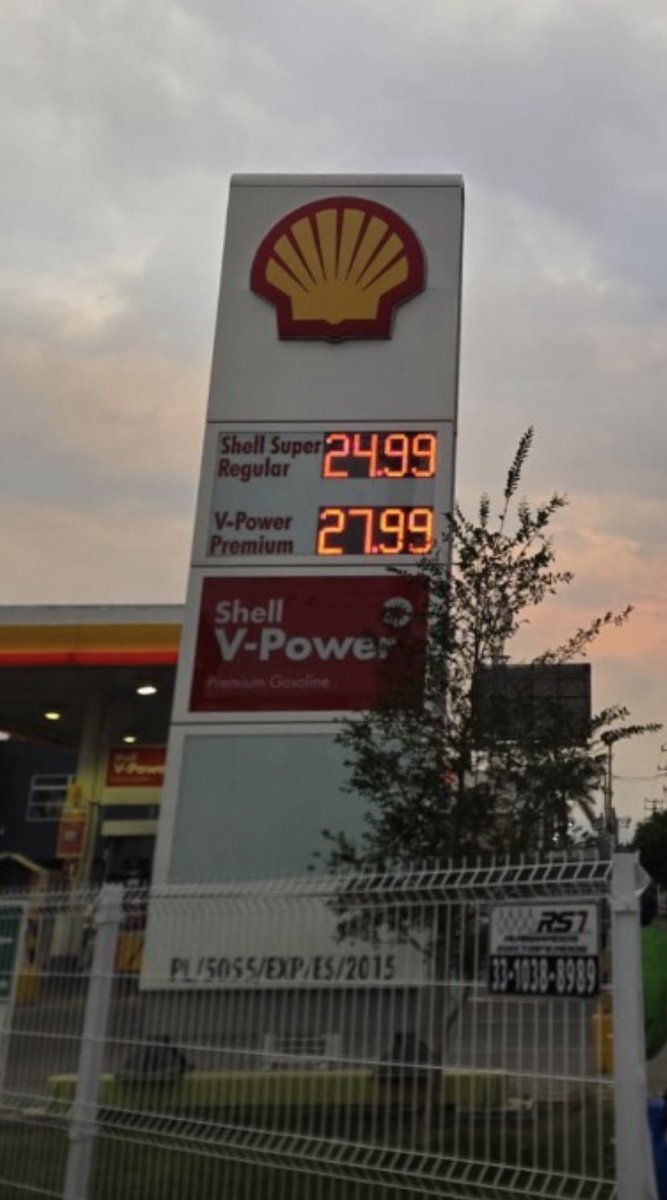 Shell Super 24.99
Regular
V-Power 27.99
Premium
Shell
V-Power
Premium Gasoline
V-Power
PL/5055/EXP/ES/2015
RS7
33-1038-8989